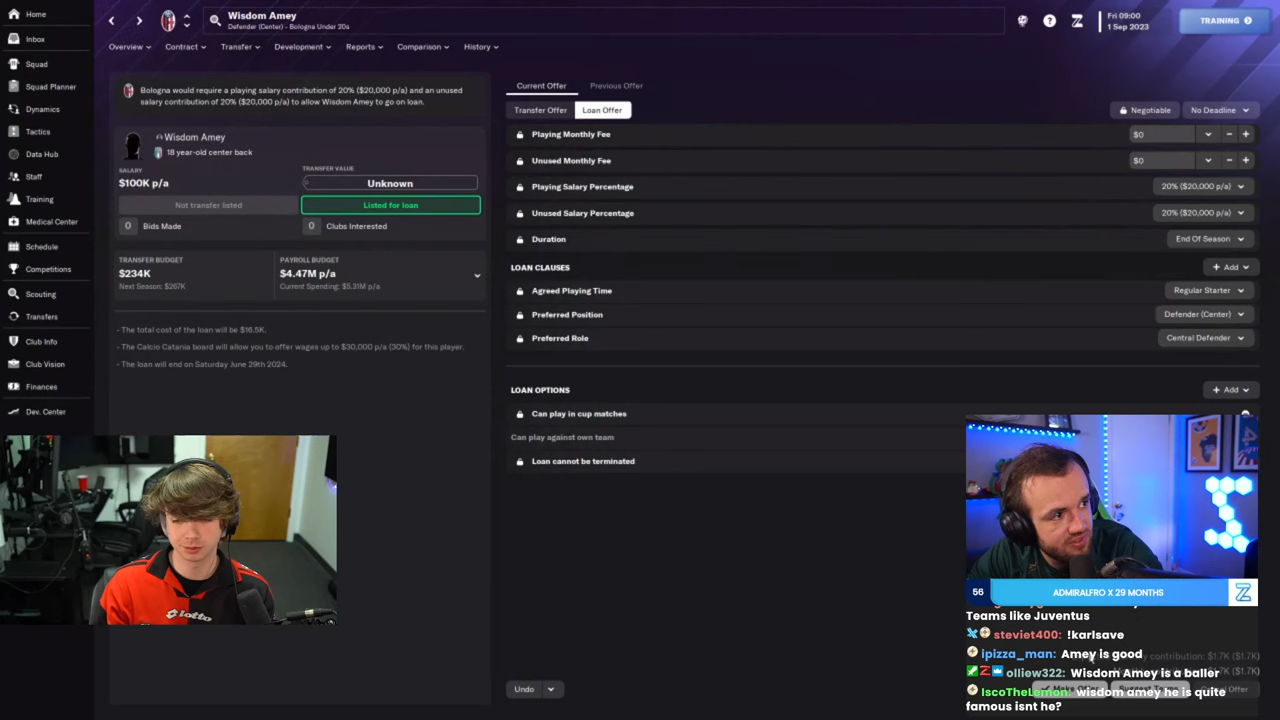 Home
Inbox
Squad
Squad Planner
Dynamics
Tactics
Data Hub
Staff
Training
Medical Center
Schedule
Competitions
Scouting
Transfers
Club Info
Club Vision
Finances
Dev. Center
Wisdom Amey
Defender (Center) - Bologna Under 20s
Fri 09:00
1 Sep 2023
TRAINING
Overview
Contract
Transfer
Development
Reports
Comparison
History
Bologna would require a playing salary contribution of 20% ($20,000 p/a) and an unused
salary contribution of 20% ($20,000 p/a) to allow Wisdom Amey to go on loan.
Wisdom Amey
18 year-old center back
SALARY
$100K p/a
TRANSFER VALUE
Unknown
Not transfer listed
Listed for loan
0 Bids Made
0 Clubs Interested
TRANSFER BUDGET
$234K
Next Season: $267K
PAYROLL BUDGET
$4.47M p/a
Current Spending: $5.31M p/a
- The total cost of the loan will be $16.5K.
- The Calcio Catania board will allow you to offer wages up to $30,000 p/a (30%) for this player.
- The loan will end on Saturday June 29th 2024.
Current Offer
Previous Offer
Transfer Offer
Loan Offer
Negotiable
No Deadline
Playing Monthly Fee $0
Unused Monthly Fee $0
Playing Salary Percentage 20% ($20,000 p/a)
Unused Salary Percentage 20% ($20,000 p/a)
Duration End Of Season
LOAN CLAUSES Add
Agreed Playing Time Regular Starter
Preferred Position Defender (Center)
Preferred Role Central Defender
LOAN OPTIONS Add
Can play in cup matches
Can play against own team
Loan cannot be terminated
Undo
lotto
56 ADMIRALFRO X 29 MONTHS
Teams like Juventus
steviet400: !karlsave
ipizza_man: Amey is good
contribution: $1.7K ($1.7K)
olliew322: Wisdom Amey is a baller
IscoTheLemon: wisdom amey he is quite
famous isnt he?